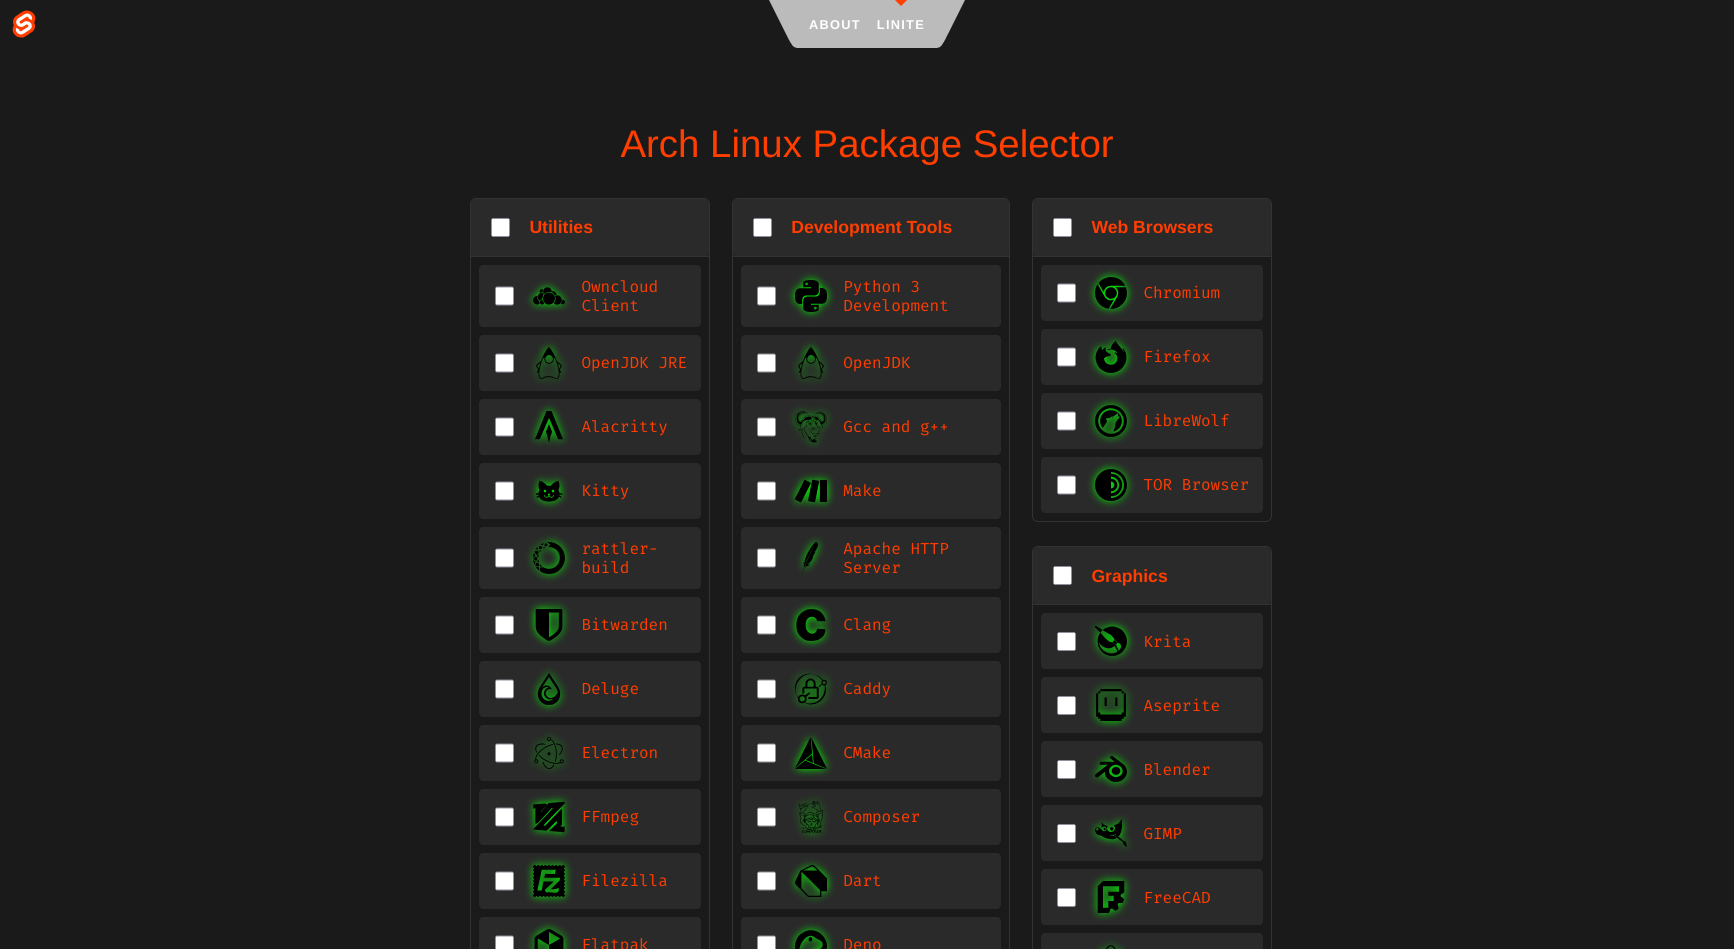 ABOUT LINITE
Arch Linux Package Selector
Utilities
Owncloud
Client
OpenJDK JRE
Alacritty
Kitty
rattler-
build
Bitwarden
Deluge
Electron
FFmpeg
Filezilla
Flatpak
Development Tools
Python 3
Development
OpenJDK
Gcc and g++
Make
Apache HTTP
Server
Clang
Caddy
CMake
Composer
Dart
Deno
Web Browsers
Chromium
Firefox
LibreWolf
TOR Browser
Graphics
Krita
Aseprite
Blender
GIMP
FreeCAD